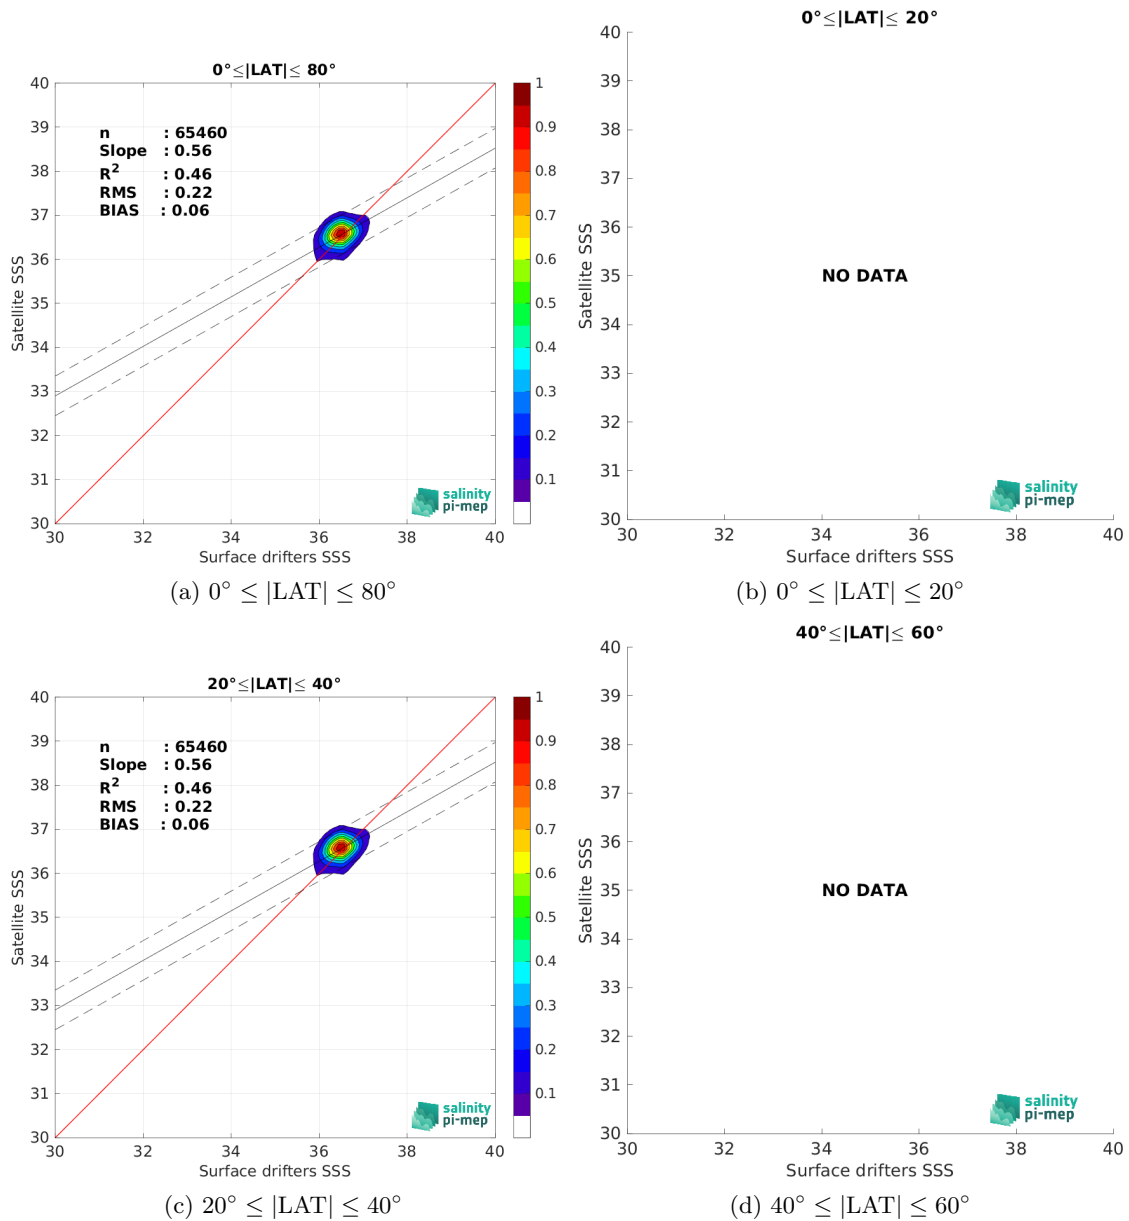 0°≤|LAT|≤ 80°
40
39
38
37
36
35
34
33
32
31
30
Satellite SSS
n : 65460
Slope : 0.56
R² : 0.46
RMS : 0.22
BIAS : 0.06
salinity
pi-mep
30 32 34 36 38 40
Surface drifters SSS
1
0.9
0.8
0.7
0.6
0.5
0.4
0.3
0.2
0.1
(a) 0° ≤ |LAT| ≤ 80°
0°≤|LAT|≤ 20°
40
39
38
37
36
35
34
33
32
31
30
Satellite SSS
NO DATA
salinity
pi-mep
30 32 34 36 38 40
Surface drifters SSS
(b) 0° ≤ |LAT| ≤ 20°
20°≤|LAT|≤ 40°
40
39
38
37
36
35
34
33
32
31
30
Satellite SSS
n : 65460
Slope : 0.56
R² : 0.46
RMS : 0.22
BIAS : 0.06
salinity
pi-mep
30 32 34 36 38 40
Surface drifters SSS
1
0.9
0.8
0.7
0.6
0.5
0.4
0.3
0.2
0.1
(c) 20° ≤ |LAT| ≤ 40°
40°≤|LAT|≤ 60°
40
39
38
37
36
35
34
33
32
31
30
Satellite SSS
NO DATA
salinity
pi-mep
30 32 34 36 38 40
Surface drifters SSS
(d) 40° ≤ |LAT| ≤ 60°